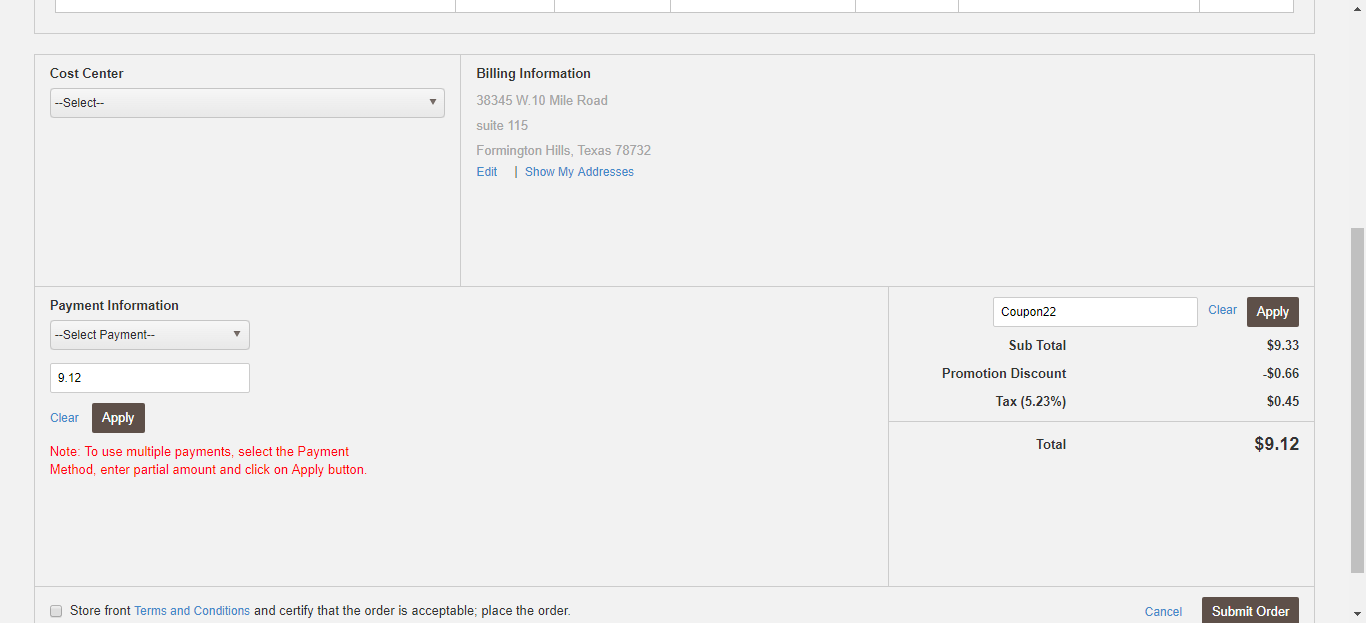 Cost Center
--Select--
Billing Information
38345 W.10 Mile Road
suite 115
Formington Hills, Texas 78732
Edit | Show My Addresses
Payment Information
--Select Payment--
9.12
Clear Apply
Note: To use multiple payments, select the Payment
Method, enter partial amount and click on Apply button.
Coupon22 Clear Apply
Sub Total $9.33
Promotion Discount -$0.66
Tax (5.23%) $0.45
Total $9.12
Store front Terms and Conditions and certify that the order is acceptable; place the order.
Cancel Submit Order